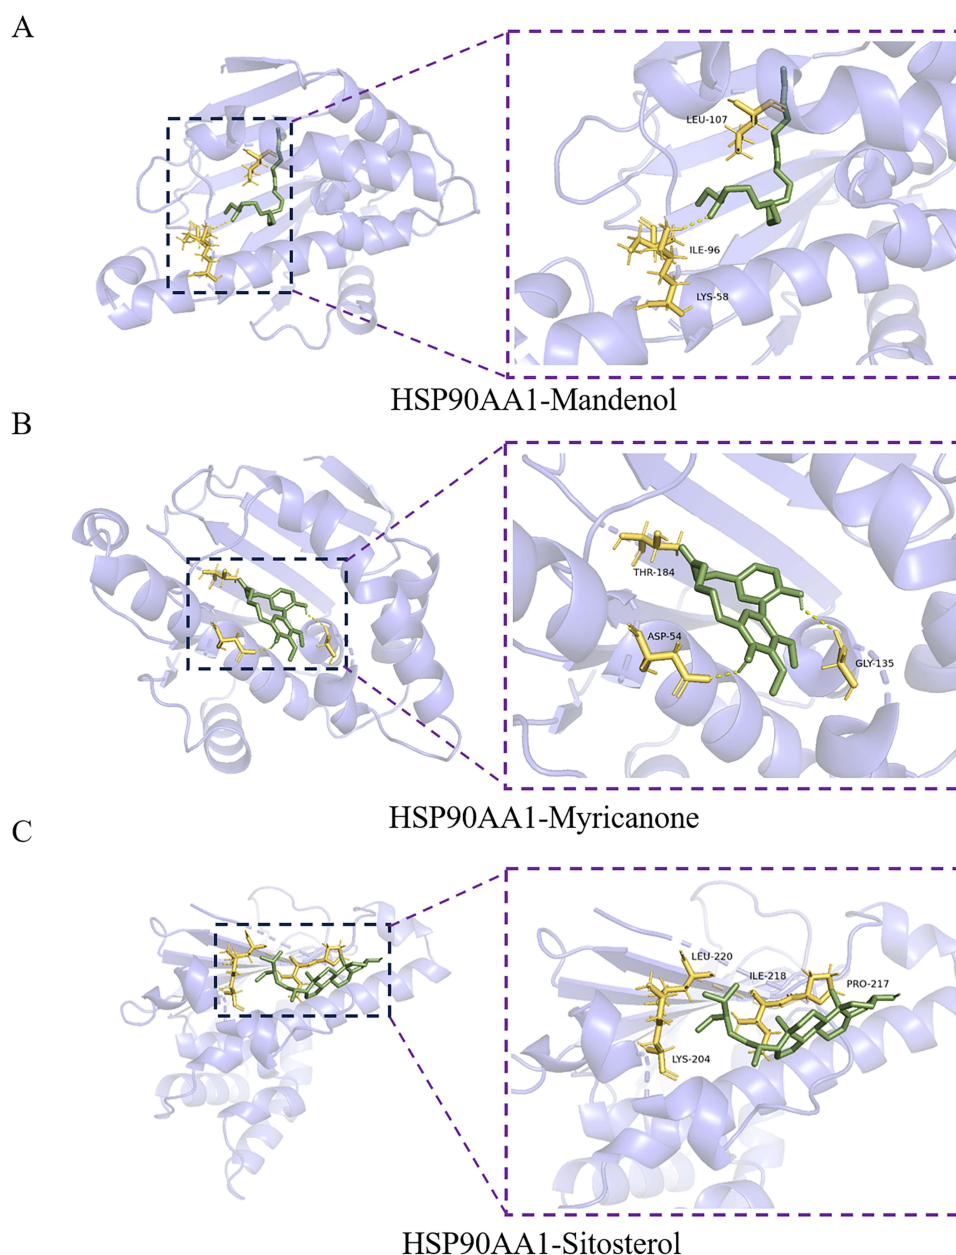 A
LEU-107
ILE-96
LYS-58
HSP90AA1-Mandenol
B
THR-184
ASP-54
GLY-135
HSP90AA1-Myricanone
C
LEU-220
ILE-218
PRO-217
LYS-204
HSP90AA1-Sitosterol